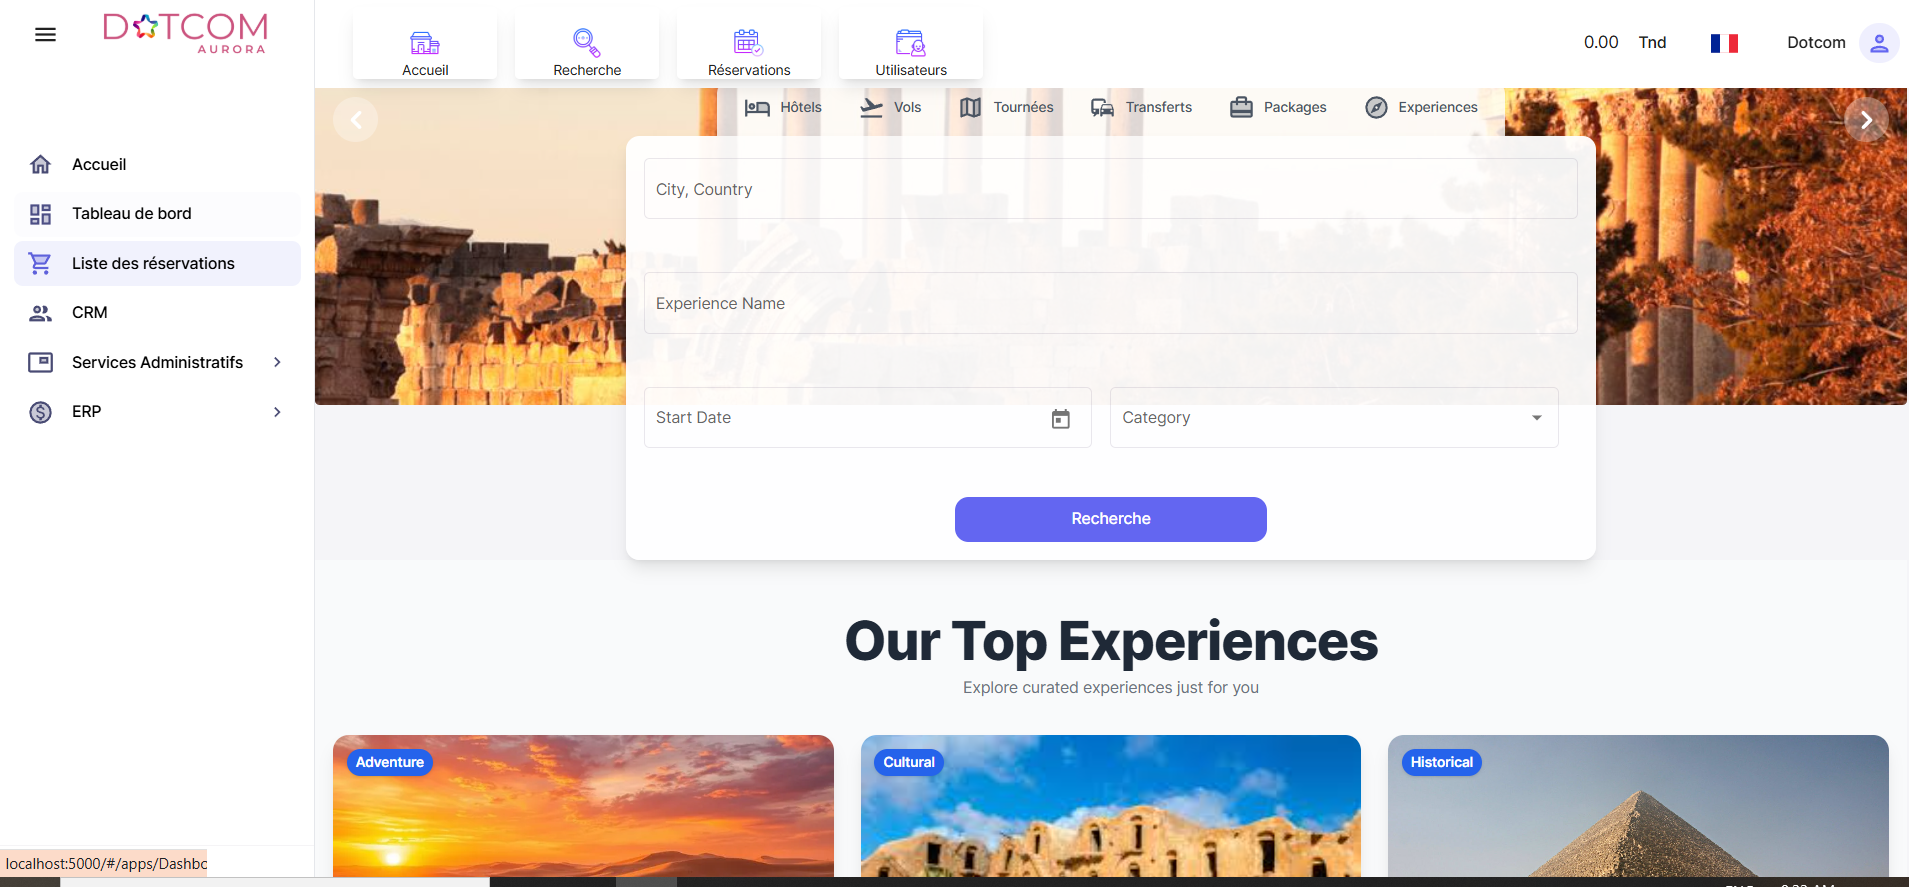 DOTCOM
AURORA
Accueil
Recherche
Réservations
Utilisateurs
0.00 Tnd
Dotcom
Accueil
Tableau de bord
Liste des réservations
CRM
Services Administratifs
ERP
Hôtels
Vols
Tournées
Transferts
Packages
Experiences
City, Country
Experience Name
Start Date
Category
Recherche
Our Top Experiences
Explore curated experiences just for you
Adventure
Cultural
Historical
localhost:5000/#/apps/Dashbo